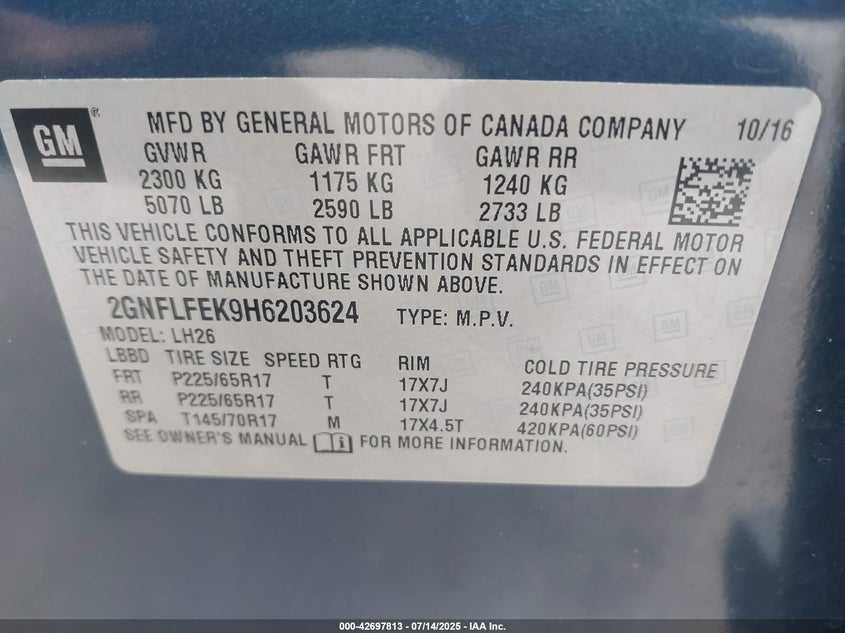 GM ® MFD BY GENERAL MOTORS OF CANADA COMPANY 10/16
GVWR GAWR FRT GAWR RR
2300 KG 1175 KG 1240 KG
5070 LB 2590 LB 2733 LB
THIS VEHICLE CONFORMS TO ALL APPLICABLE U.S. FEDERAL MOTOR
VEHICLE SAFETY AND THEFT PREVENTION STANDARDS IN EFFECT ON
THE DATE OF MANUFACTURE SHOWN ABOVE.
2GNFLFEK9H6203624 TYPE: M.P.V.
MODEL: LH26
LBBD TIRE SIZE SPEED RTG RIM COLD TIRE PRESSURE
FRT P225/65R17 T 17X7J 240KPA(35PSI)
RR P225/65R17 T 17X7J 240KPA(35PSI)
SPA T145/70R17 M 17X4.5T 420KPA(60PSI)
SEE OWNER'S MANUAL FOR MORE INFORMATION.
000-42697813 - 07/14/2025 - IAA Inc.